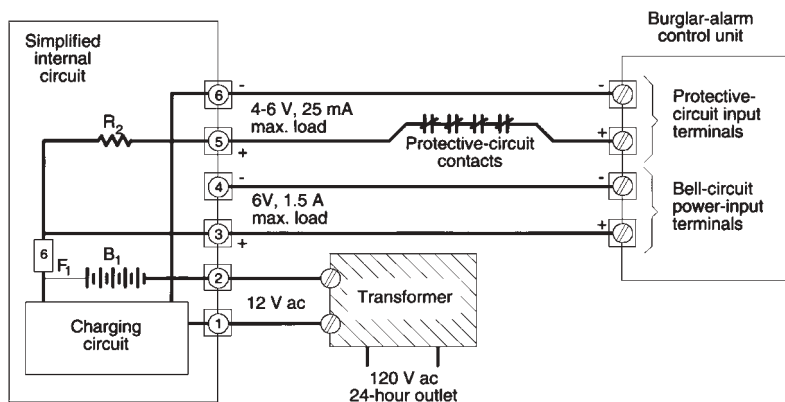 Simplified
internal
circuit
Burglar-alarm
control unit
6
-
-
4-6 V, 25 mA
max. load
Protective-
circuit input
terminals
R2
5
+
+
Protective-circuit
contacts
4
-
-
6V, 1.5 A
max. load
Bell-circuit
power-input
terminals
3
+
+
6
F1
B1
2
12 V ac
Transformer
Charging
circuit
1
120 V ac
24-hour outlet